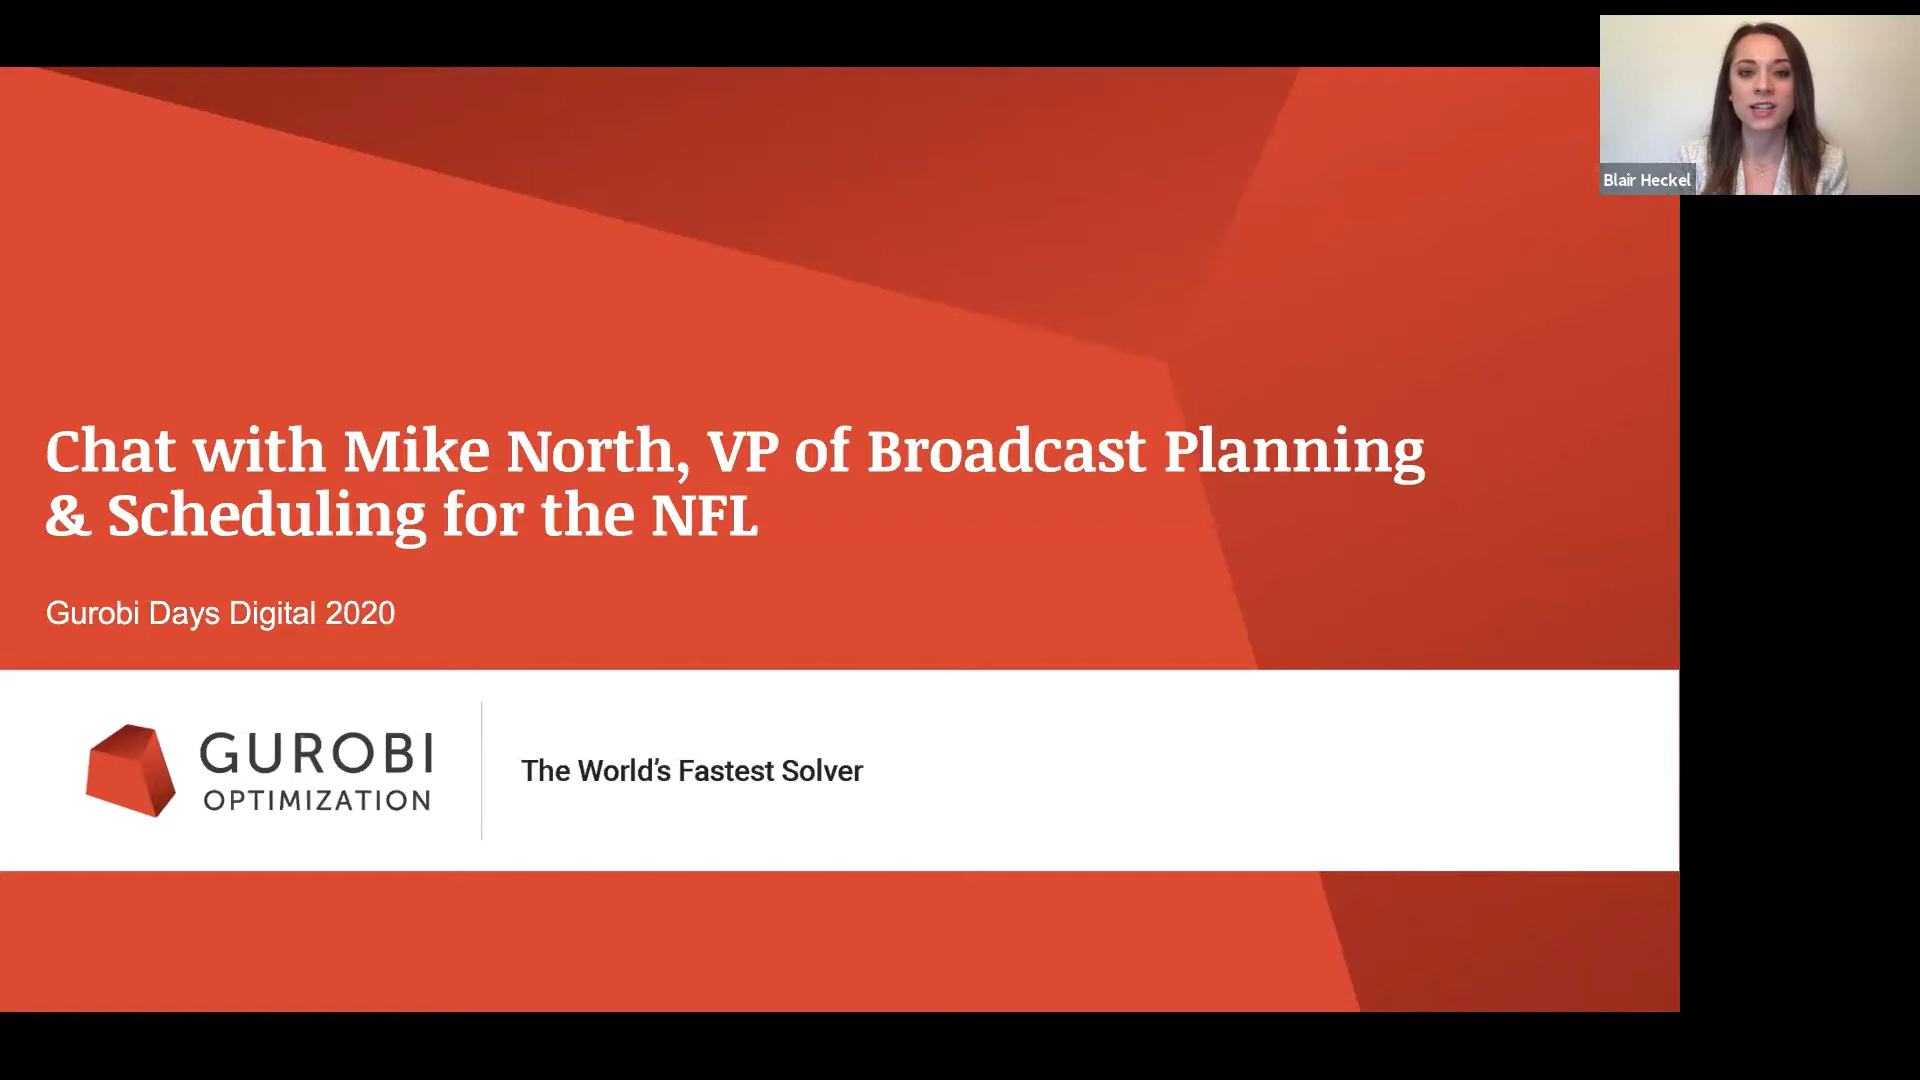 Blair Heckel
Chat with Mike North, VP of Broadcast Planning
& Scheduling for the NFL
Gurobi Days Digital 2020
GUROBI
OPTIMIZATION
The World’s Fastest Solver